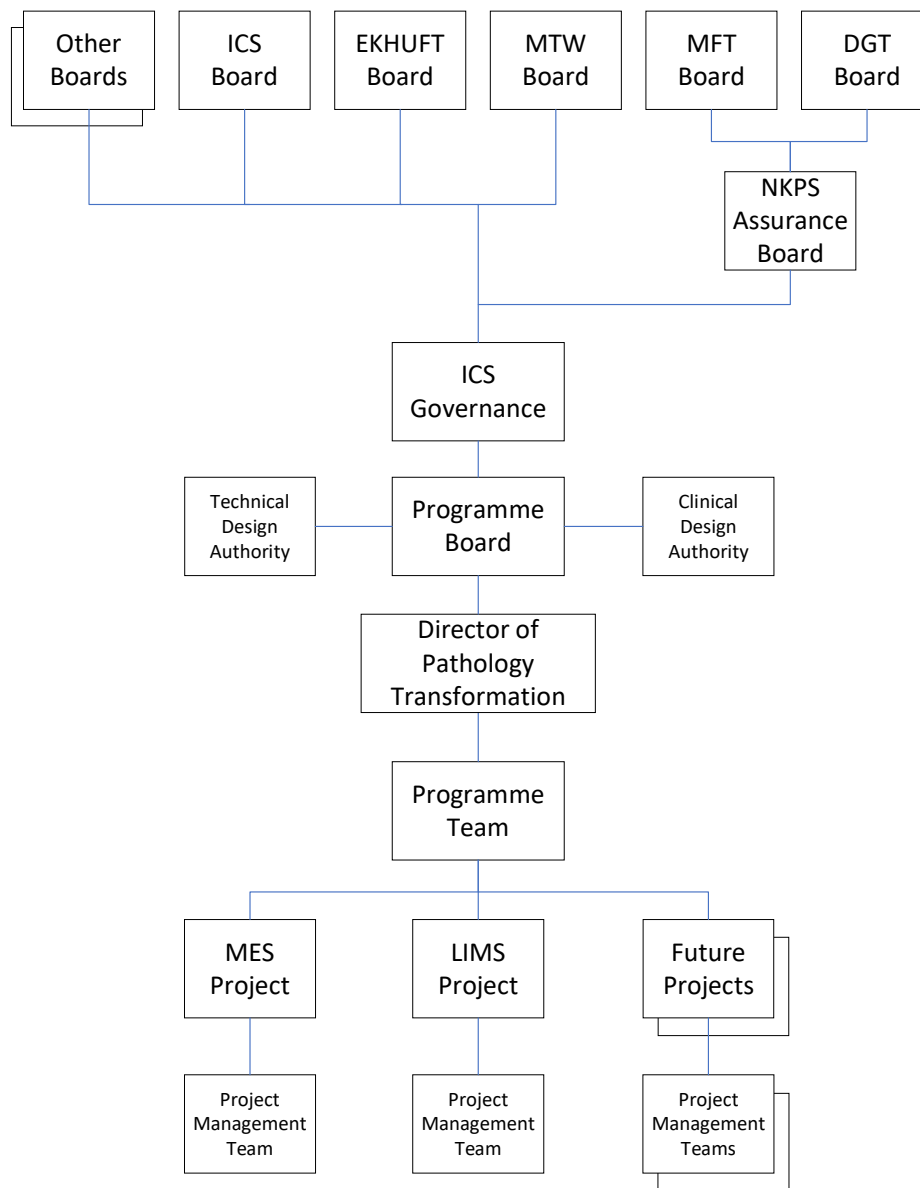 Other
Boards
ICS
Board
EKHUFT
Board
MTW
Board
MFT
Board
DGT
Board
NKPS
Assurance
Board
ICS
Governance
Technical
Design
Authority
Programme
Board
Clinical
Design
Authority
Director of
Pathology
Transformation
Programme
Team
MES
Project
LIMS
Project
Future
Projects
Project
Management
Team
Project
Management
Team
Project
Management
Teams